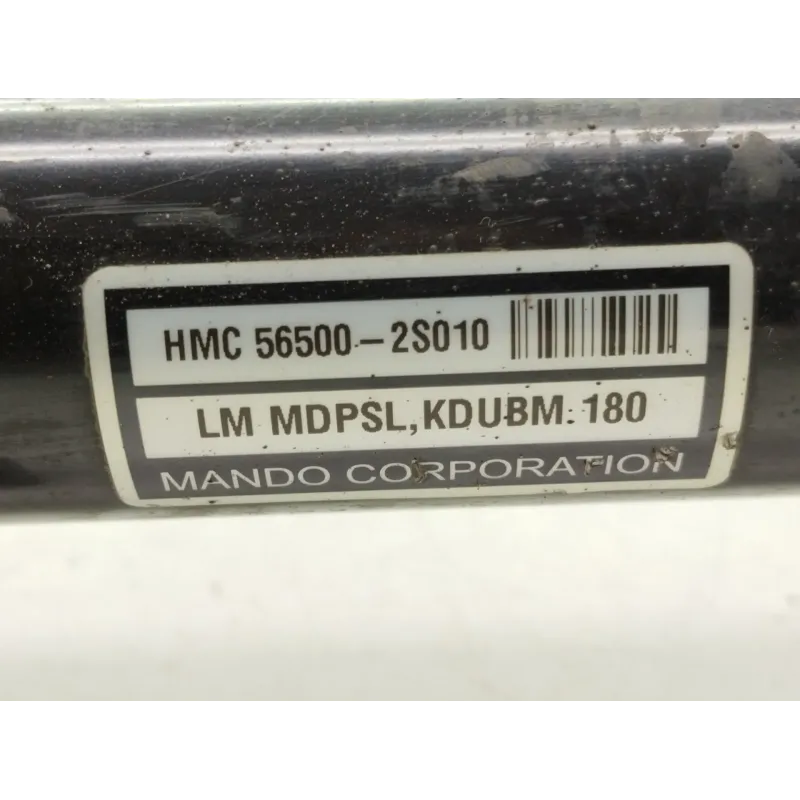 HMC 56500-2S010
LM MDPSL,KDUBM.180
MANDO CORPORATION